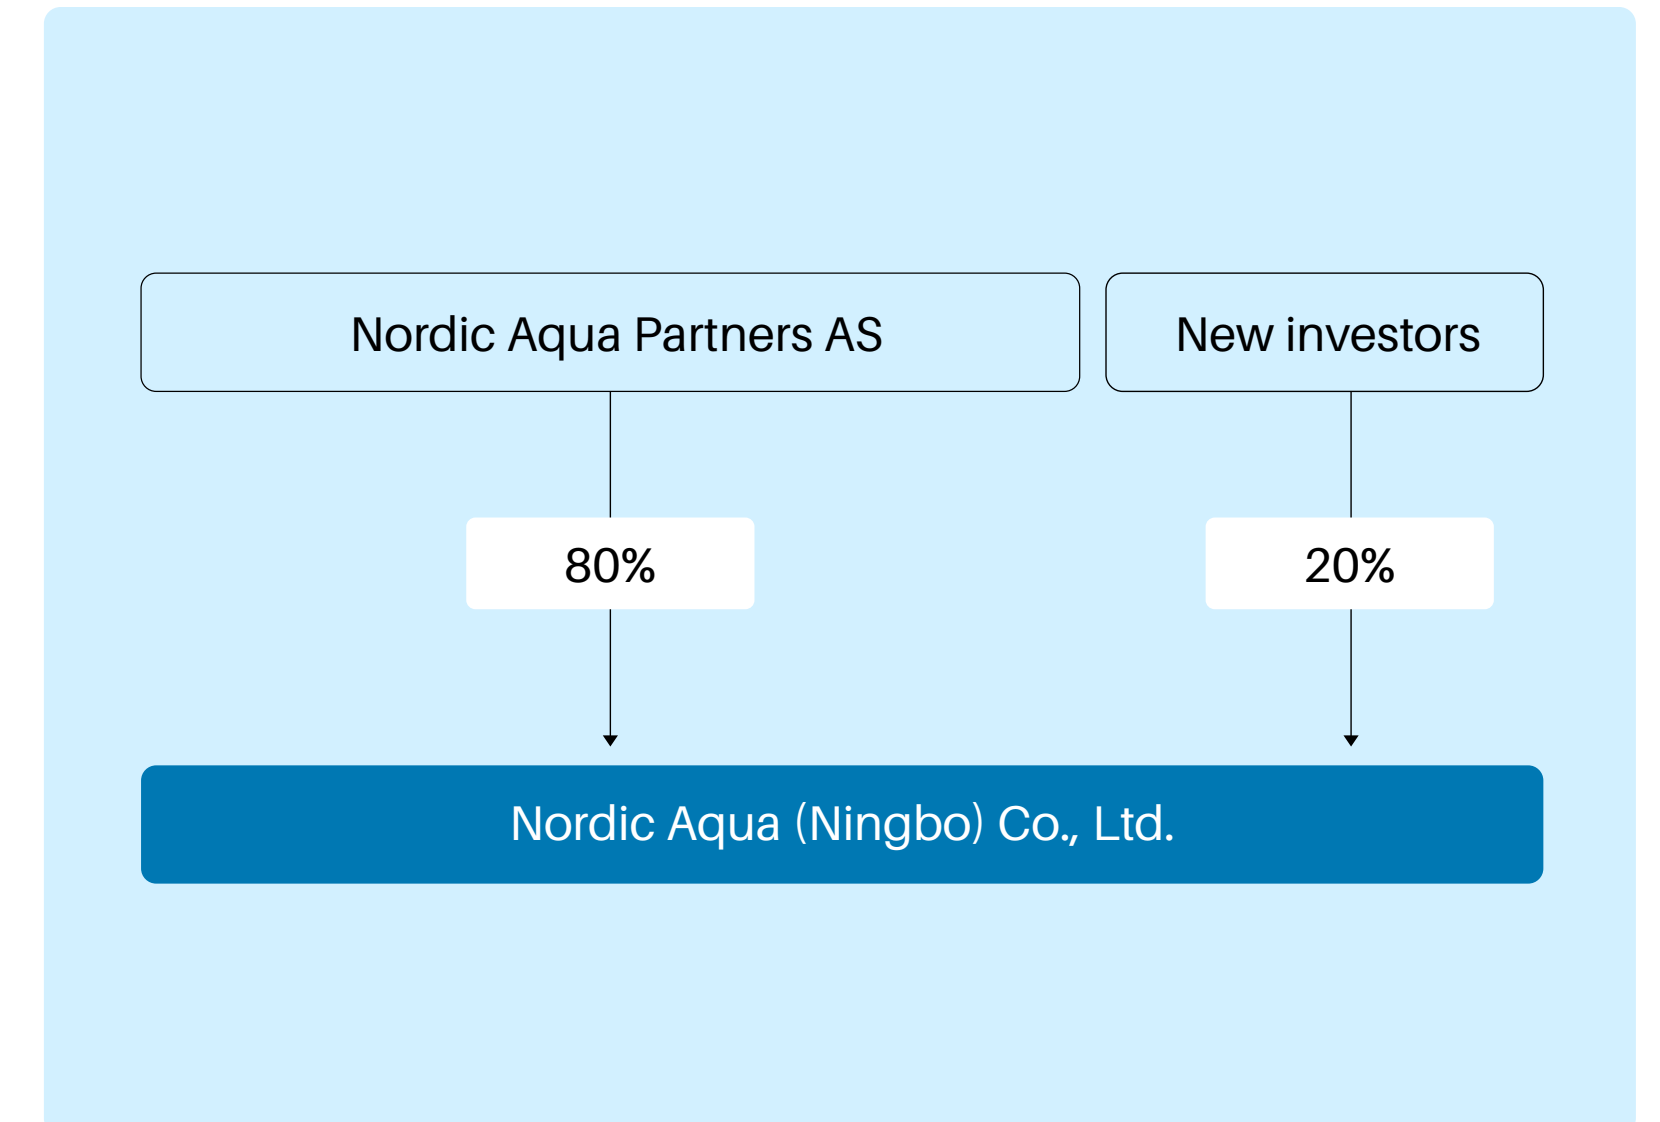 Nordic Aqua Partners AS
New investors
80%
20%
Nordic Aqua (Ningbo) Co., Ltd.